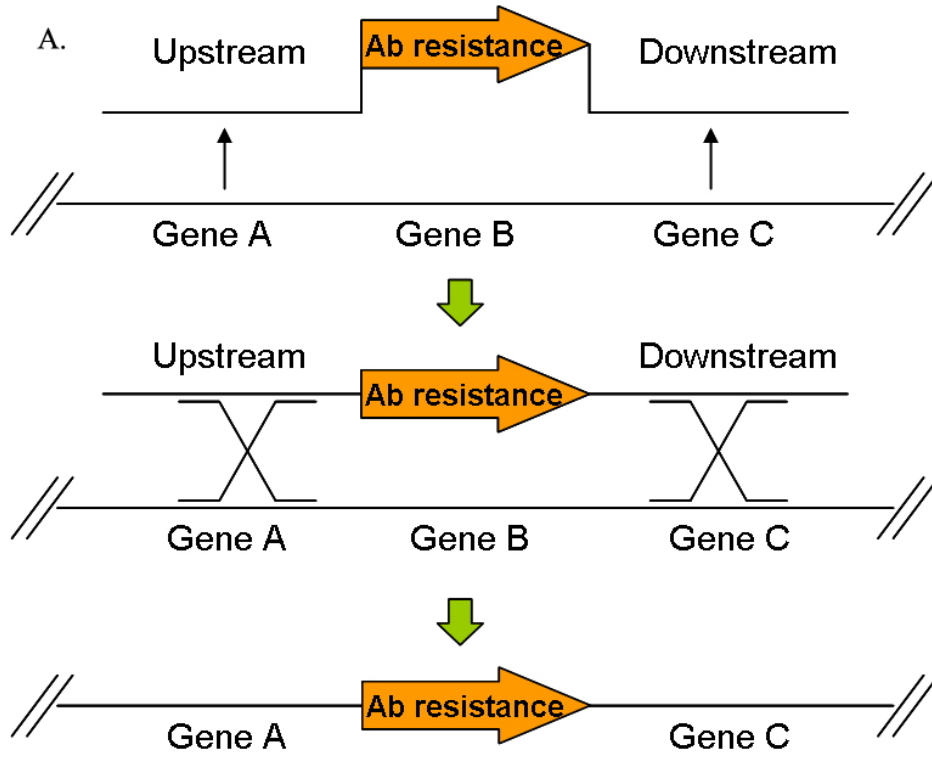 A.
Upstream Ab resistance Downstream
Gene A Gene B Gene C
Upstream Downstream
Ab resistance
Gene A Gene B Gene C
Ab resistance
Gene A Gene C